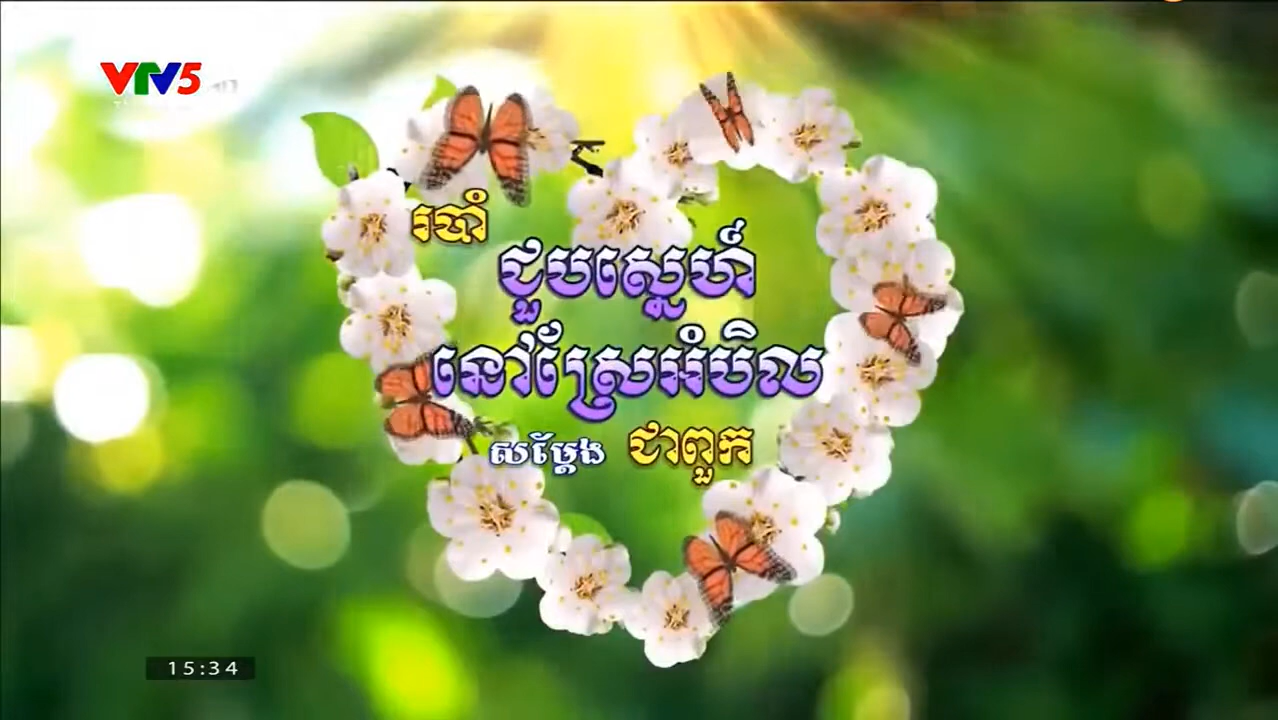 VTV5
របាំ
ជួបស្នេហ៍
នៅស្រែអំបិល
សម្តែង ជាពួក
15:34